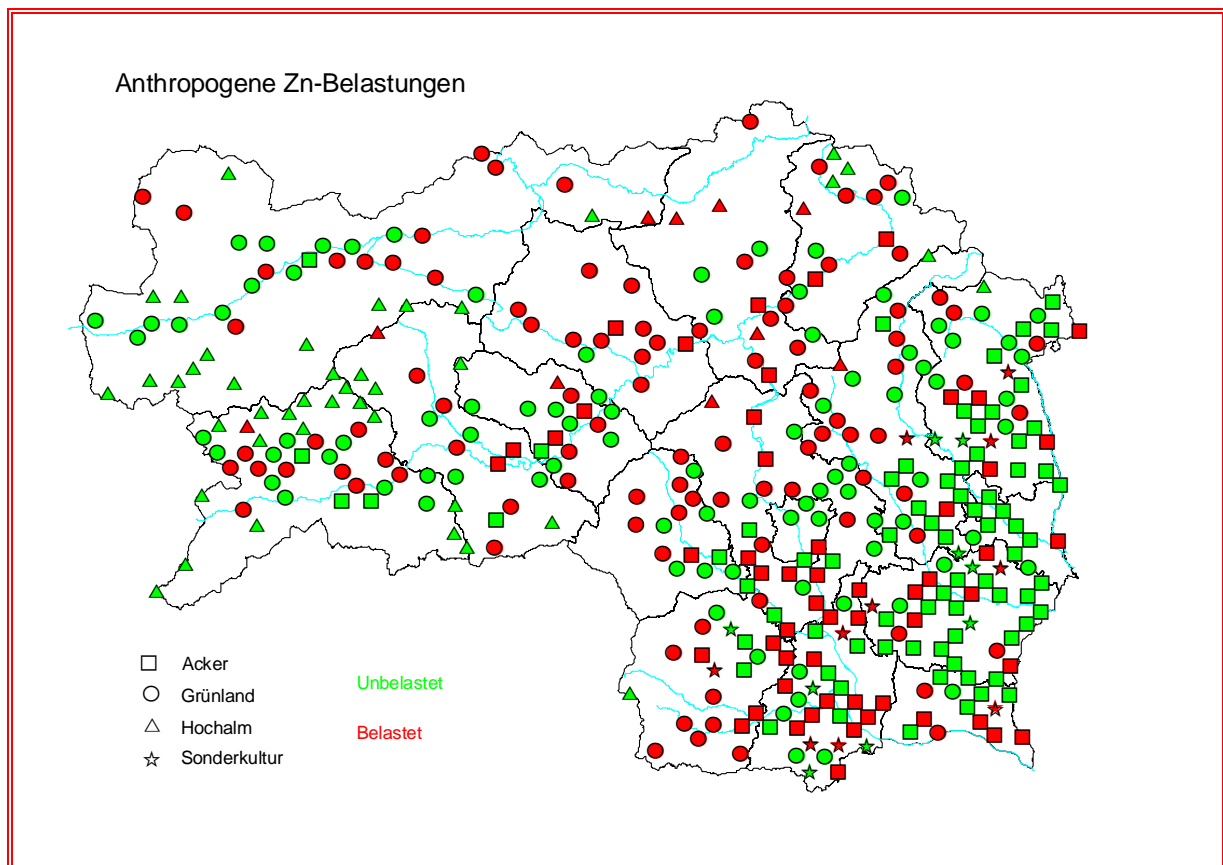 Anthropogene Zn-Belastungen
Acker
Grünland
Hochalm
Sonderkultur
Unbelastet
Belastet